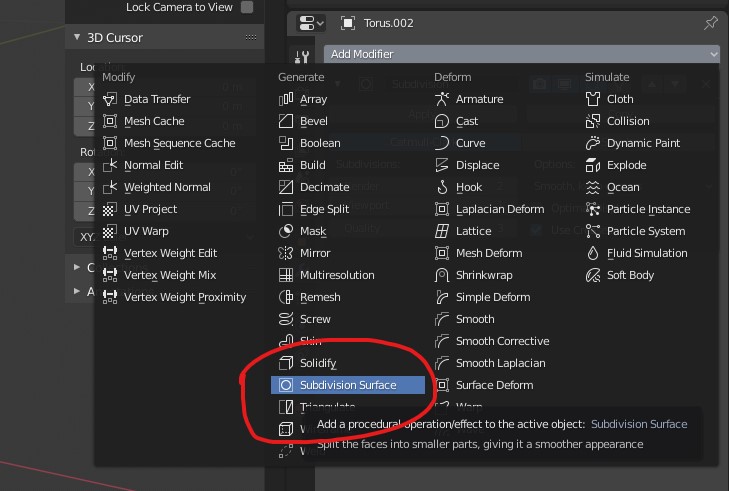 Lock Camera to View
3D Cursor
Torus.002
Add Modifier
Modify
Data Transfer
Mesh Cache
Mesh Sequence Cache
Normal Edit
Weighted Normal
UV Project
UV Warp
Vertex Weight Edit
Vertex Weight Mix
Vertex Weight Proximity
Generate
Array
Bevel
Boolean
Build
Decimate
Edge Split
Mask
Mirror
Multiresolution
Remesh
Screw
Skin
Solidify
Subdivision Surface
Triangulate
Deform
Armature
Cast
Curve
Displace
Hook
Laplacian Deform
Lattice
Mesh Deform
Shrinkwrap
Simple Deform
Smooth
Smooth Corrective
Smooth Laplacian
Surface Deform
Warp
Simulate
Cloth
Collision
Dynamic Paint
Explode
Ocean
Particle Instance
Particle System
Fluid Simulation
Soft Body
Add a procedural operation/effect to the active object: Subdivision Surface
Split the faces into smaller parts, giving it a smoother appearance